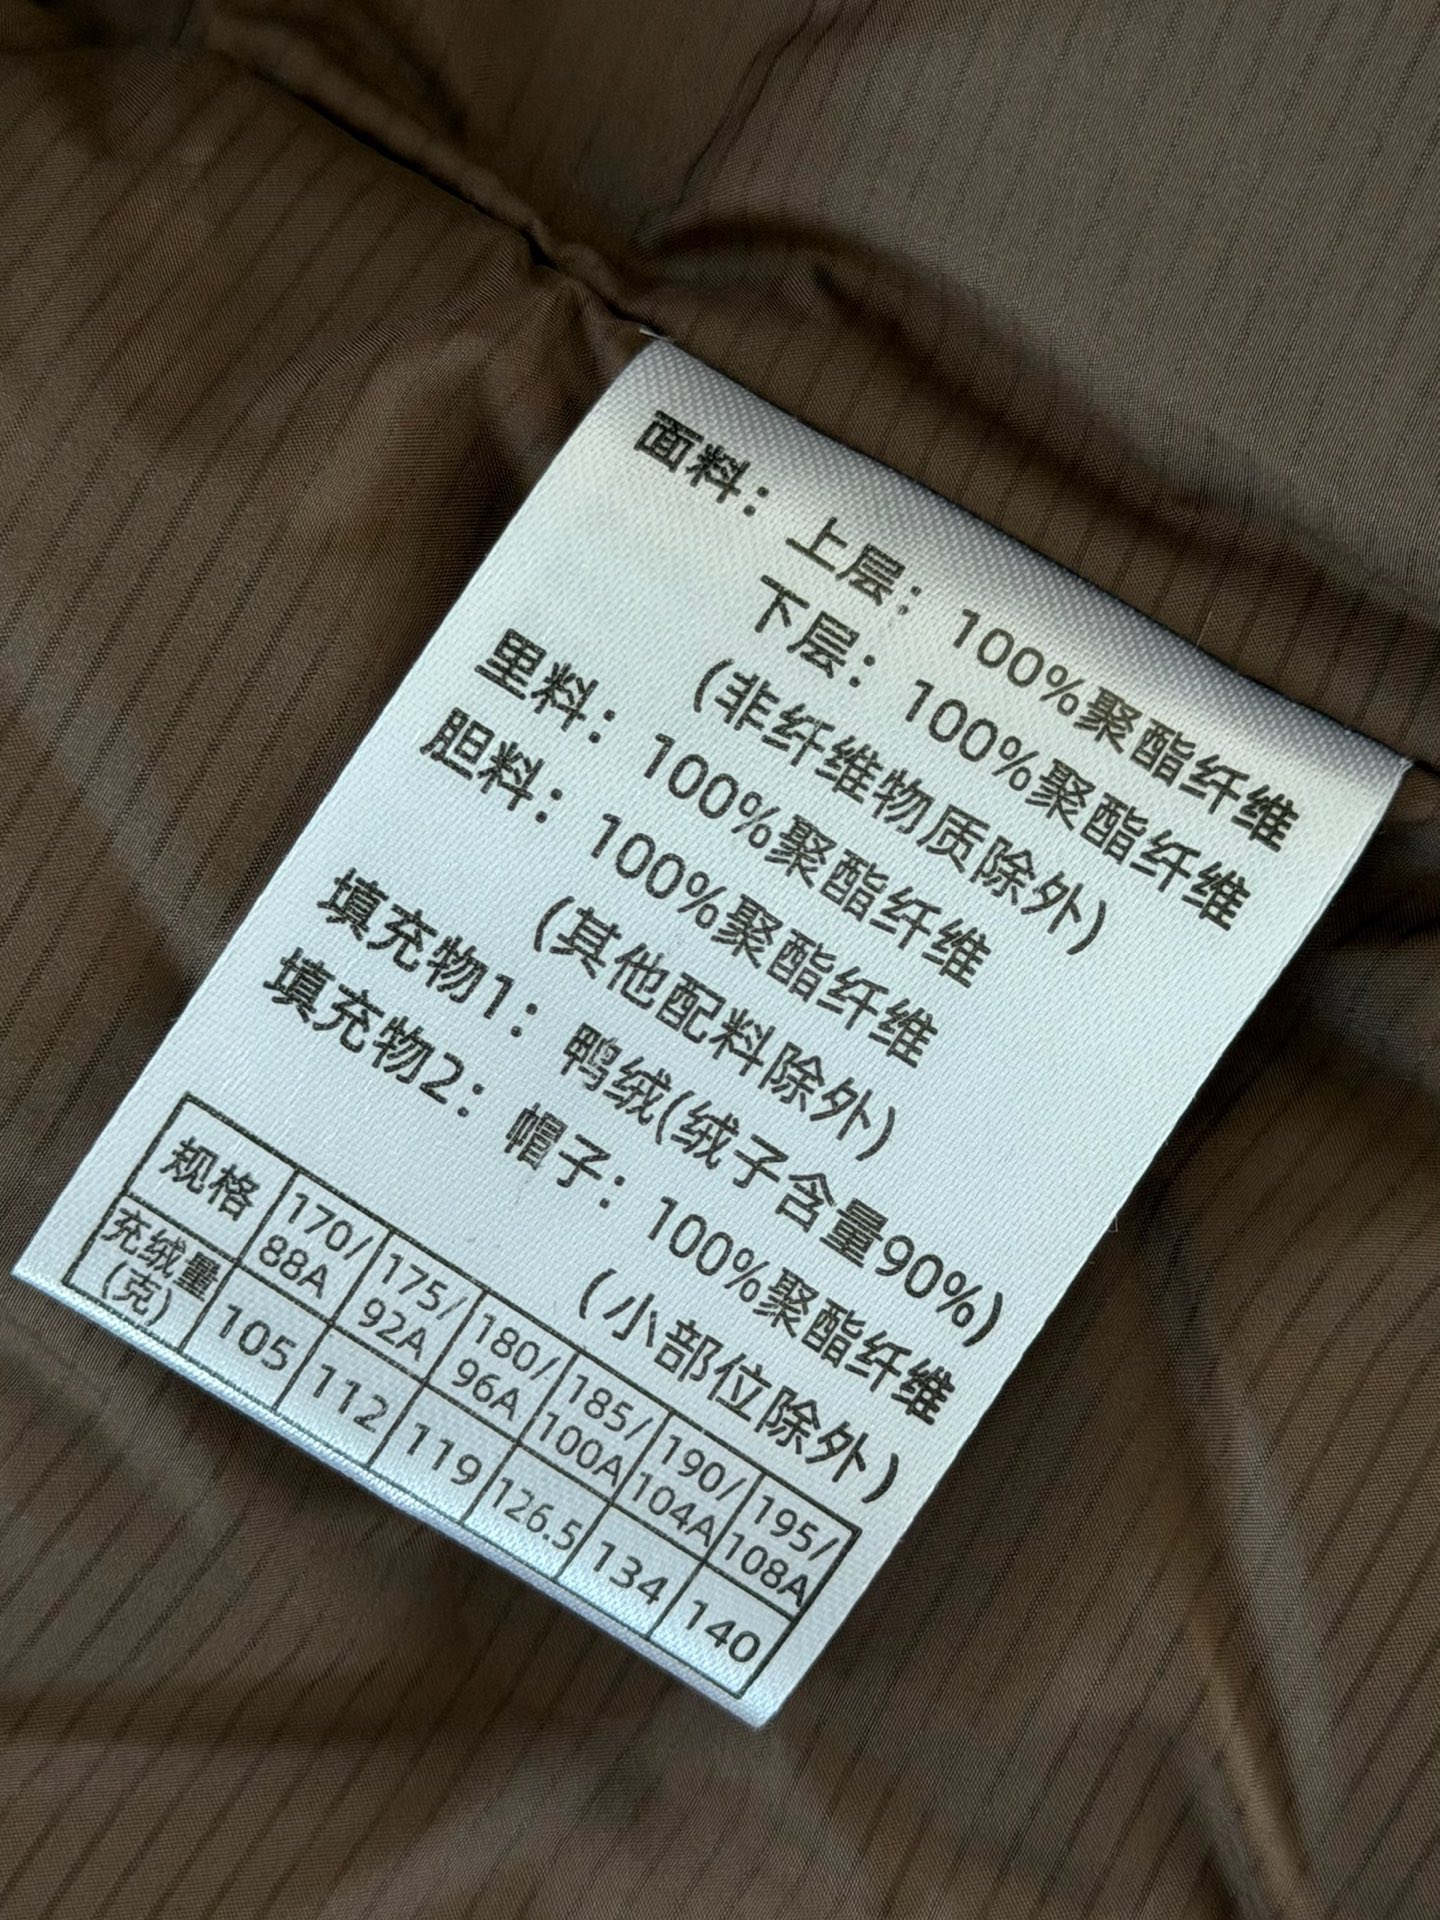 面料：上层：100%聚酯纤维
下层：100%聚酯纤维
（非纤维物质除外）
里料：100%聚酯纤维
胆料：100%聚酯纤维
（其他配料除外）
填充物1：鸭绒(绒子含量90%)
填充物2：帽子：100%聚酯纤维
（小部位除外）
规格 170/88A 175/92A 180/96A 185/100A 190/104A 195/108A
充绒量（克） 105 112 119 126.5 134 140